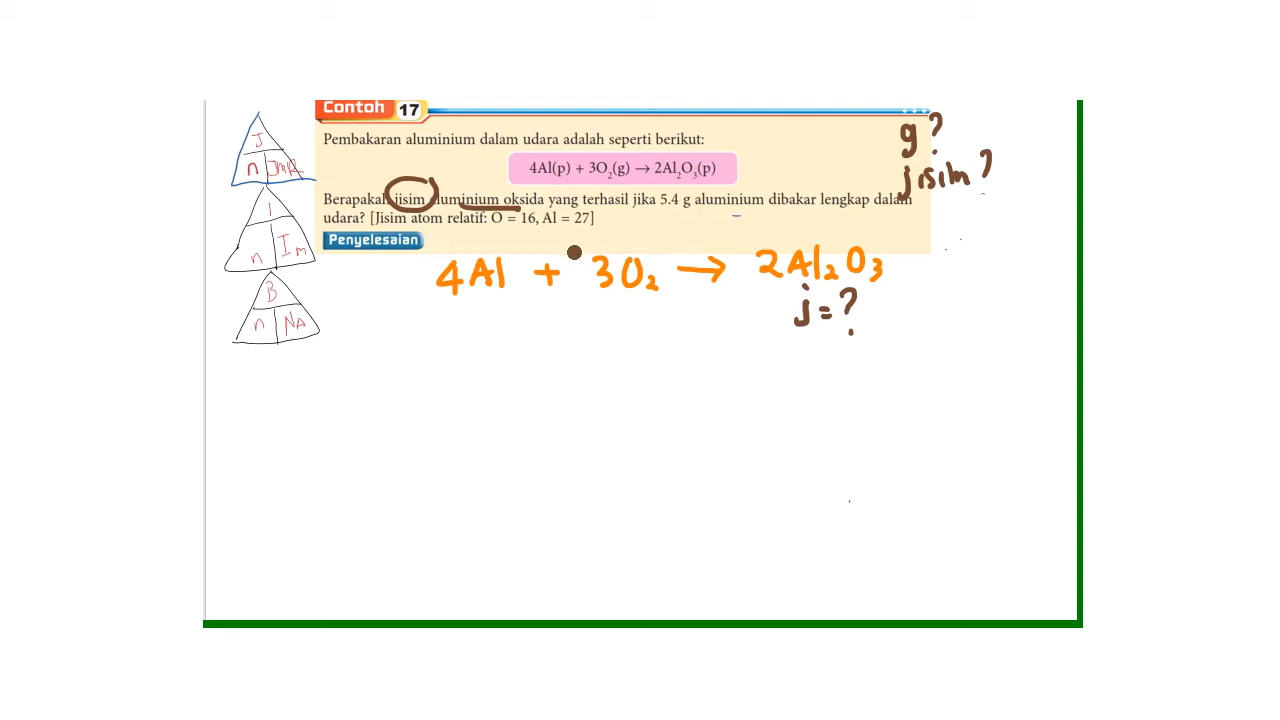 Contoh 17
Pembakaran aluminium dalam udara adalah seperti berikut:
4Al(p) + 3O₂(g) → 2Al₂O₃(p)
Berapakah jisim aluminium oksida yang terhasil jika 5.4 g aluminium dibakar lengkap dalam
udara? [Jisim atom relatif: O = 16, Al = 27]
Penyelesaian
g ?
jisim ?
4Al + 3O₂ → 2Al₂O₃
j = ?
J
n JMR
I
n Im
B
n NA